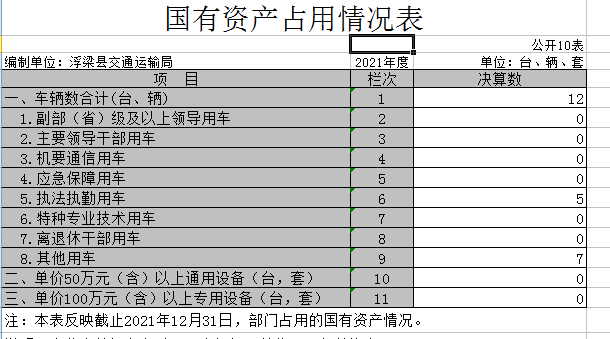 国有资产占用情况表
公开10表
编制单位：浮梁县交通运输局 2021年度 单位：台、辆、套
项 目 栏次 决算数
一、车辆数合计(台、辆) 1 12
1.副部（省）级及以上领导用车 2 0
2.主要领导干部用车 3 0
3.机要通信用车 4 0
4.应急保障用车 5 0
5.执法执勤用车 6 5
6.特种专业技术用车 7 0
7.离退休干部用车 8 0
8.其他用车 9 7
二、单价50万元（含）以上通用设备（台，套） 10 0
三、单价100万元（含）以上专用设备（台，套） 11 0
注：本表反映截止2021年12月31日，部门占用的国有资产情况。